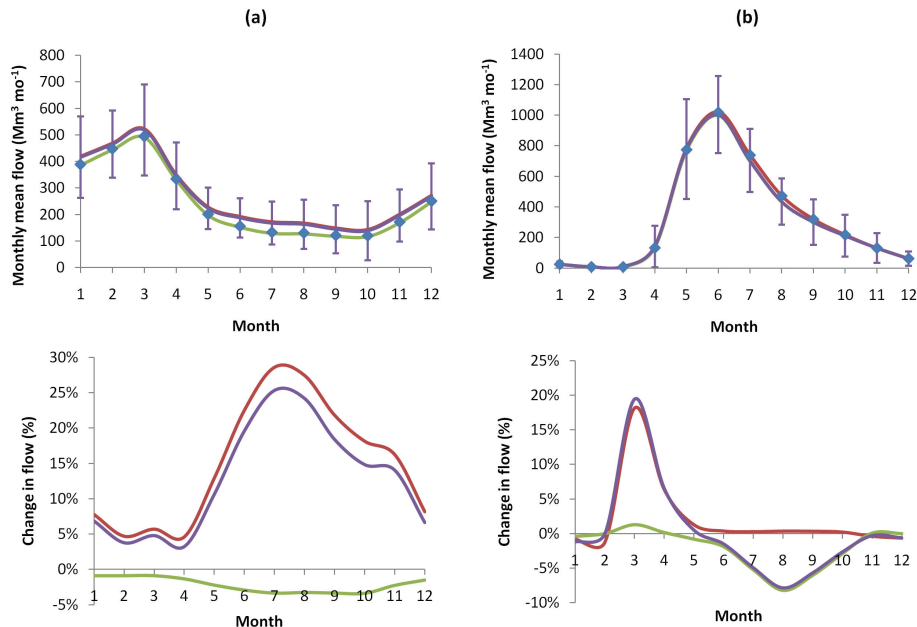 (a)
(b)
Monthly mean flow (Mm³ mo⁻¹)
800
700
600
500
400
300
200
100
0
1 2 3 4 5 6 7 8 9 10 11 12
Month
Monthly mean flow (Mm³ mo⁻¹)
1400
1200
1000
800
600
400
200
0
1 2 3 4 5 6 7 8 9 10 11 12
Month
Change in flow (%)
30%
25%
20%
15%
10%
5%
0%
-5%
1 2 3 4 5 6 7 8 9 10 11 12
Month
Change in flow (%)
25%
20%
15%
10%
5%
0%
-5%
-10%
1 2 3 4 5 6 7 8 9 10 11 12
Month